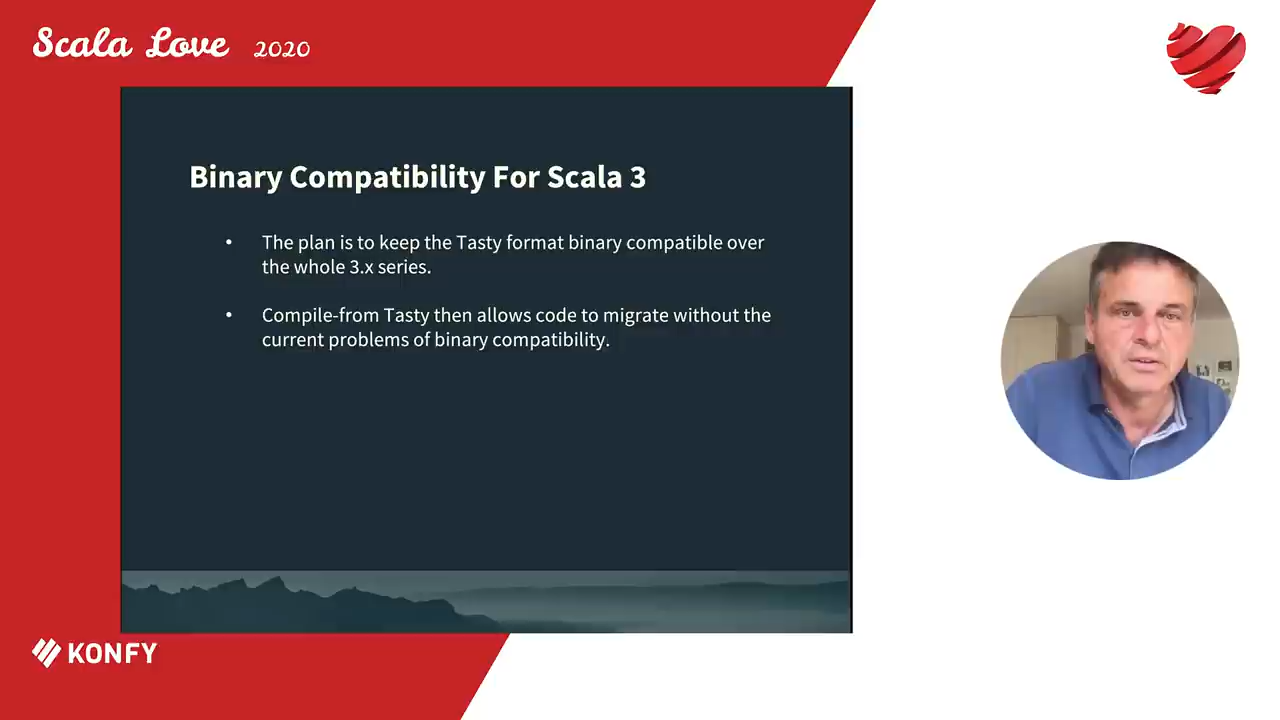 Scala Love 2020
Binary Compatibility For Scala 3
• The plan is to keep the Tasty format binary compatible over
the whole 3.x series.
• Compile-from Tasty then allows code to migrate without the
current problems of binary compatibility.
KONFY